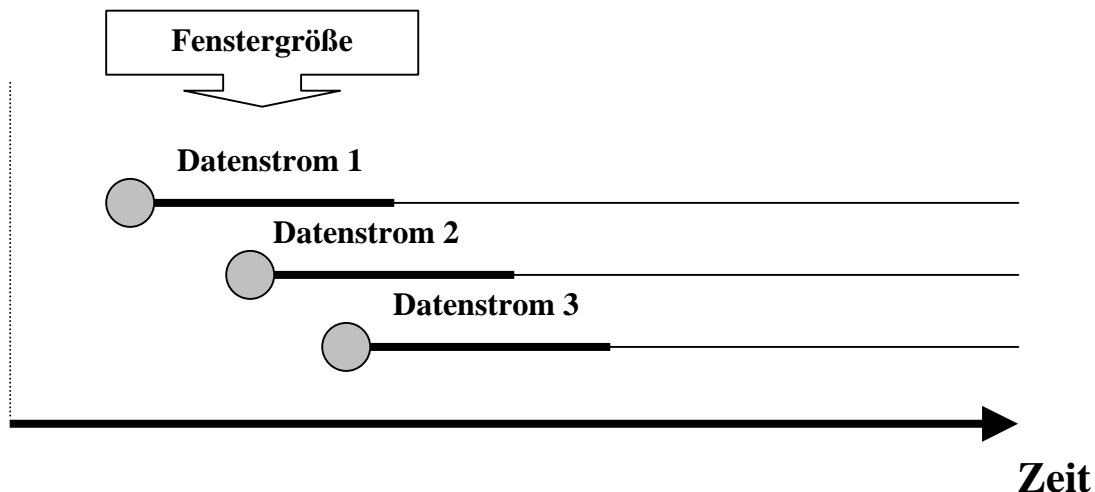 Fenstergröße
Datenstrom 1
Datenstrom 2
Datenstrom 3
Zeit